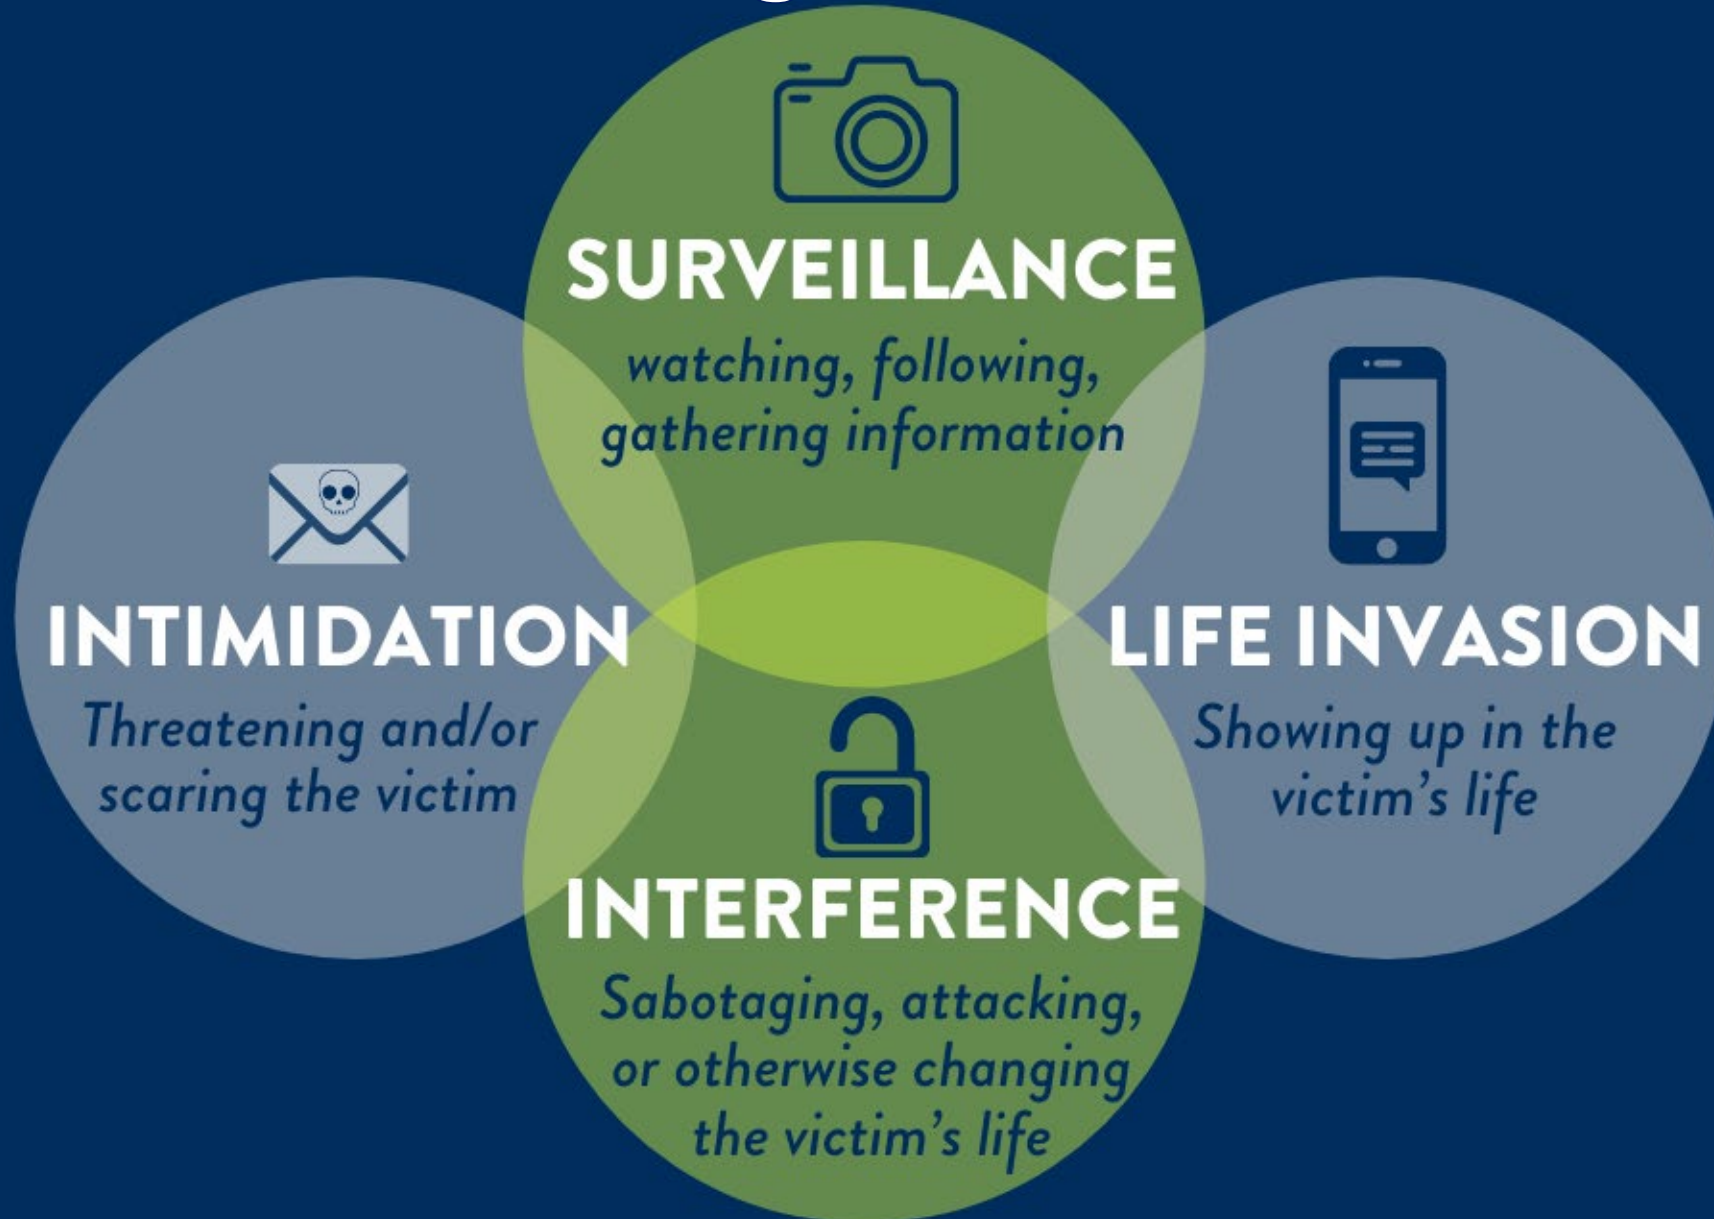 SURVEILLANCE
watching, following,
gathering information
INTIMIDATION
Threatening and/or
scaring the victim
LIFE INVASION
Showing up in the
victim's life
INTERFERENCE
Sabotaging, attacking,
or otherwise changing
the victim's life